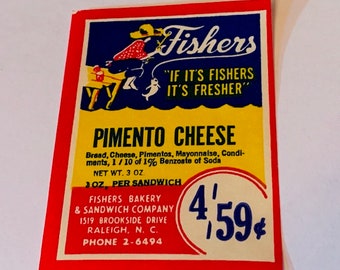 Fishers
"IF IT'S FISHERS
IT'S FRESHER"
PIMENTO CHEESE
Bread, Cheese, Pimentos, Mayonnaise, Condi-
ments, 1/10 of 1% Benzoate of Soda
NET WT. 3 OZ.
3 OZ. PER SANDWICH
FISHERS BAKERY
& SANDWICH COMPANY
1519 BROOKSIDE DRIVE
RALEIGH, N. C.
PHONE 2-6494
4/59¢